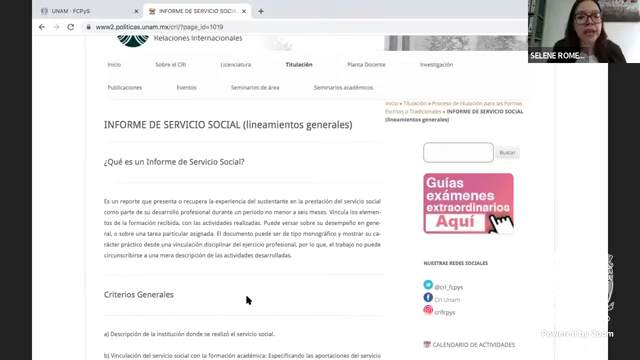 UNAM · FCPyS
INFORME DE SERVICIO SOCIAL
www2.politicas.unam.mx/cri/?page_id=1019
Relaciones Internacionales
Inicio
Sobre el CRI
Licenciatura
Titulación
Planta Docente
Investigación
Publicaciones
Eventos
Seminarios de área
Seminarios académicos
Inicio » Titulación » Proceso de titulación para las Formas
Escritas o Tradicionales » INFORME DE SERVICIO SOCIAL
(lineamientos generales)
INFORME DE SERVICIO SOCIAL (lineamientos generales)
¿Qué es un Informe de Servicio Social?
Es un reporte que presenta o recupera la experiencia del sustentante en la prestación del servicio social
como parte de su desarrollo profesional durante un periodo no menor a seis meses. Vincula los elemen-
tos de la formación recibida, con las actividades realizadas. Puede versar sobre su desempeño en gene-
ral, o sobre una tarea particular asignada. El documento puede ser de tipo monográfico y mostrar su ca-
rácter práctico desde una vinculación disciplinar del ejercicio profesional, por lo que, el trabajo no puede
circunscribirse a una mera descripción de las actividades desarrolladas.
Criterios Generales
a) Descripción de la institución donde se realizó el servicio social.
b) Vinculación del servicio social con la formación académica: Especificando las aportaciones del servicio
Buscar
Guías
exámenes
extraordinarios
Aquí
NUESTRAS REDES SOCIALES
@cri_fcpys
Cri Unam
crifcpys
CALENDARIO DE ACTIVIDADES
SELENE ROME...
Powered by Zoom